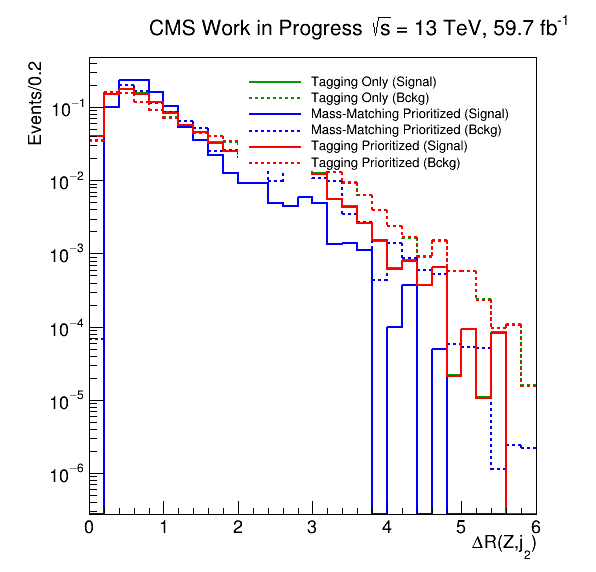 CMS Work in Progress √s = 13 TeV, 59.7 fb⁻¹
Events/0.2
Tagging Only (Signal)
Tagging Only (Bckg)
Mass-Matching Prioritized (Signal)
Mass-Matching Prioritized (Bckg)
Tagging Prioritized (Signal)
Tagging Prioritized (Bckg)
10⁻¹
10⁻²
10⁻³
10⁻⁴
10⁻⁵
10⁻⁶
0 1 2 3 4 5 6
ΔR(Z,j₂)